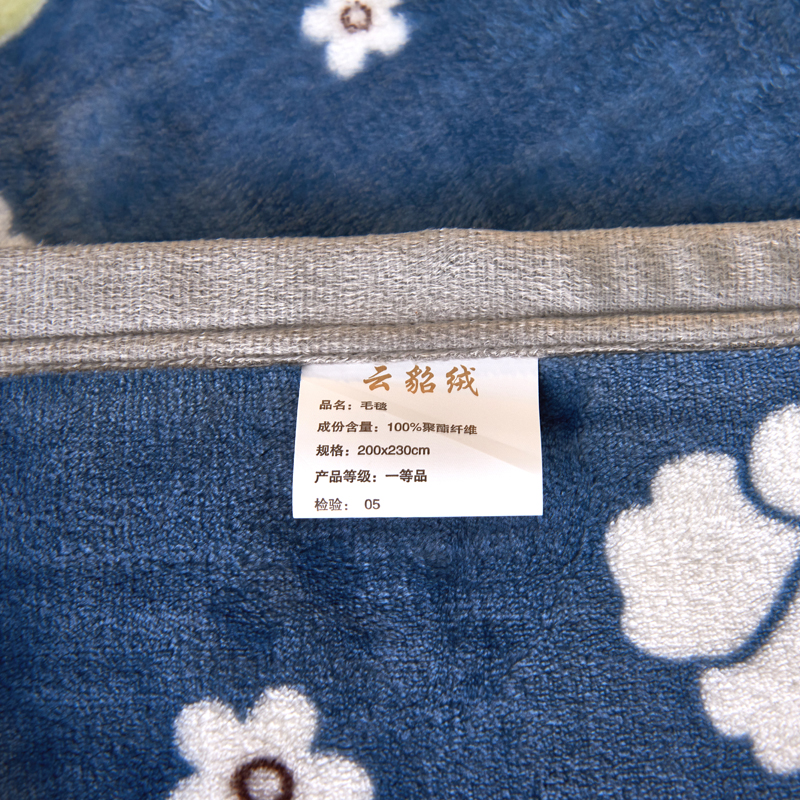 云貂绒
品名：毛毯
成份含量：100%聚酯纤维
规格：200x230cm
产品等级：一等品
检验： 05